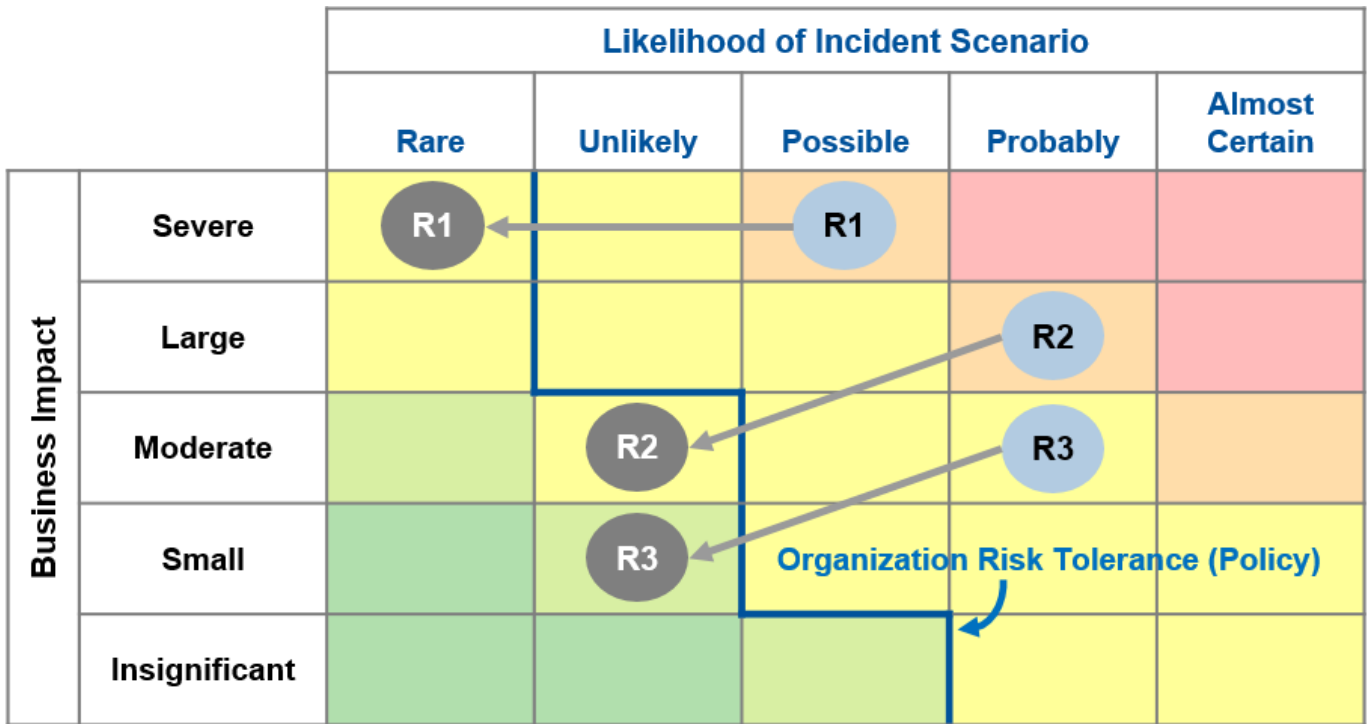 Likelihood of Incident Scenario
Rare
Unlikely
Possible
Probably
Almost
Certain
Business Impact
Severe
R1
R1
Large
R2
Moderate
R2
R3
Small
R3
Organization Risk Tolerance (Policy)
Insignificant